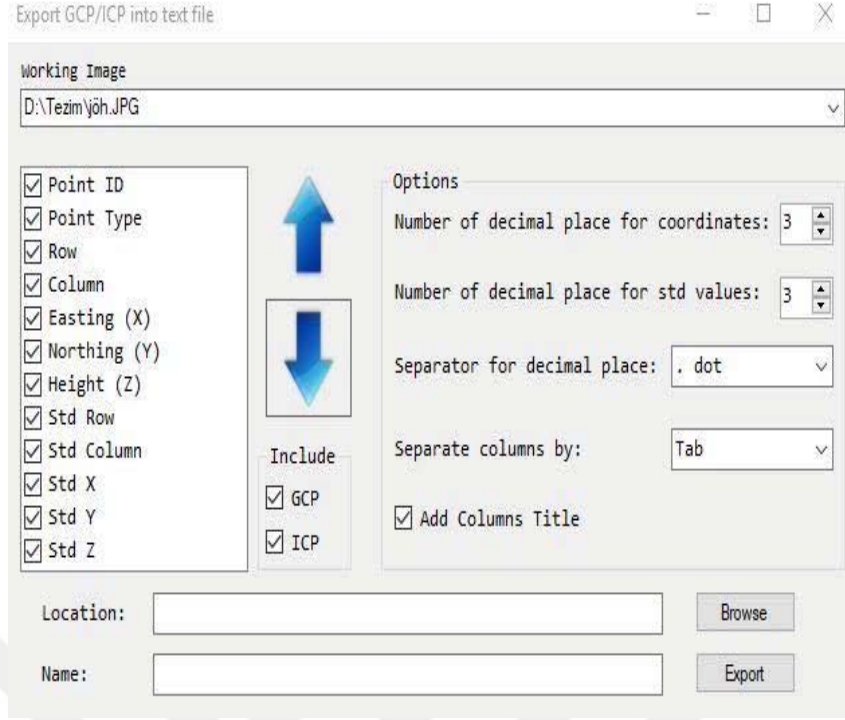 Export GCP/ICP into text file
Working Image
D:\Tezim\jöh.JPG
Point ID
Point Type
Row
Column
Easting (X)
Northing (Y)
Height (Z)
Std Row
Std Column
Std X
Std Y
Std Z
Include
GCP
ICP
Options
Number of decimal place for coordinates: 3
Number of decimal place for std values: 3
Separator for decimal place: . dot
Separate columns by: Tab
Add Columns Title
Location:
Browse
Name:
Export